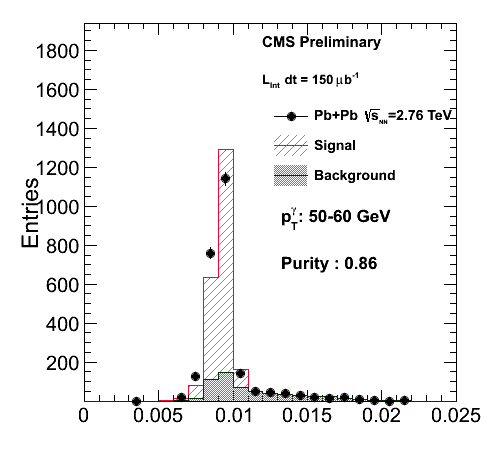 CMS Preliminary
L_Int dt = 150 μb⁻¹
Pb+Pb √s_NN=2.76 TeV
Signal
Background
p_T^γ: 50-60 GeV
Purity : 0.86
Entries
1800
1600
1400
1200
1000
800
600
400
200
0 0.005 0.01 0.015 0.02 0.025